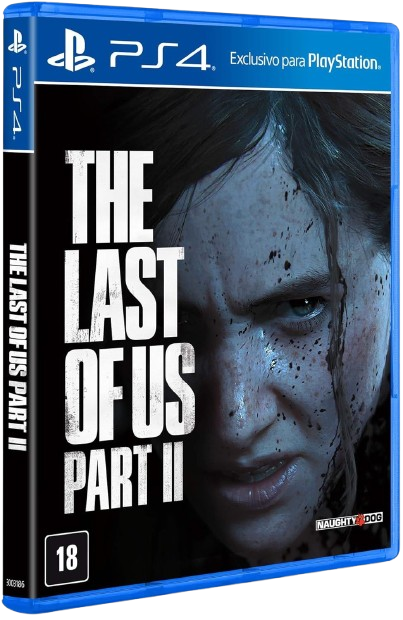 PS4
PS4 Exclusivo para PlayStation®
THE
LAST
OF US
PART II
THE LAST OF US PART II
NAUGHTY DOG
18
3003186